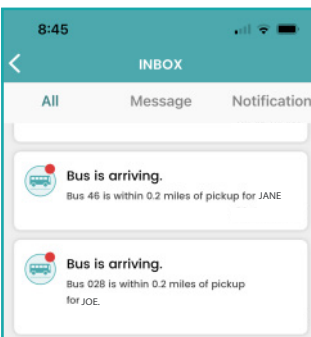 8:45
INBOX
All Message Notification
Bus is arriving.
Bus 46 is within 0.2 miles of pickup for JANE
Bus is arriving.
Bus 028 is within 0.2 miles of pickup
for JOE.